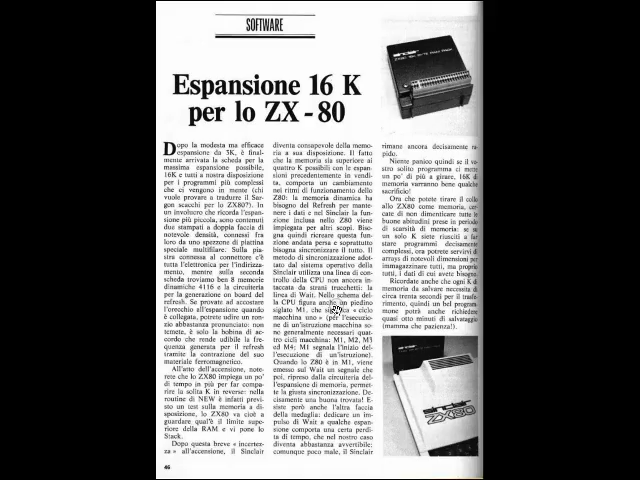 SOFTWARE
Espansione 16 K
per lo ZX-80
Dopo la modesta ma efficace
espansione da 3K, è final-
mente arrivata la scheda per la
massima espansione possibile,
16K e tutti a nostra disposizione
per i programmi più complessi
che ci vengono in mente (chi
vuole provare a tradurre il Sar-
gon scacchi per lo ZX80?). In
un involucro che ricorda l'espan-
sione più piccola, sono contenuti
due stampati a doppia faccia di
notevole densità, connessi fra
loro da uno spezzone di piattina
speciale multifilare. Sulla pia-
stra connessa al connettore c'è
tutta l'elettronica per l'indirizza-
mento, mentre sulla seconda
scheda troviamo ben 8 memorie
dinamiche 4116 e la circuiteria
per la generazione on board del
refresh. Se provate ad accostare
l'orecchio all'espansione quando
è collegata, potrete udire un ron-
zio abbastanza pronunciato: non
temete, è solo la bobina di ac-
cordo che rende udibile la fre-
quenza generata per il refresh
tramite la contrazione del suo
materiale ferromagnetico.
All'atto dell'accensione, note-
rete che lo ZX80 impiega un po'
di tempo in più per far compa-
rire la solita K in reverse: nella
routine di NEW è infatti previ-
sto un test sulla memoria a di-
sposizione, lo ZX80 va cioè a
guardare qual'è il limite supe-
riore della RAM e vi pone lo
Stack.
Dopo questa breve « incertez-
za » all'accensione, il Sinclair
46
diventa consapevole della memo-
ria a sua disposizione. Il fatto
che la memoria sia superiore ai
quattro K possibili con le espan-
sioni precedentemente in vendi-
ta, comporta un cambiamento
nei ritmi di funzionamento dello
Z80: la memoria dinamica ha
bisogno del Refresh per mante-
nere i dati e nel Sinclair la fun-
zione inclusa nello Z80 viene
impiegata per altri scopi. Biso-
gna quindi ricreare questa fun-
zione andata persa e soprattutto
bisogna sincronizzare il tutto. Il
metodo di sincronizzazione adot-
tato dal sistema operativo della
Sinclair utilizza una linea di con-
trollo della CPU non ancora in-
taccata da strani trucchetti: la
linea di Wait. Nello schema del-
la CPU figura anche un piedino
siglato M1, che sta « ciclo
macchina uno » (per l'esecuzio-
ne di un'istruzione macchina so-
no generalmente necessari quat-
tro cicli macchina: M1, M2, M3
ed M4; M1 segnala l'inizio del-
l'esecuzione di un'istruzione).
Quando lo Z80 è in M1, viene
emesso sul Wait un segnale che
poi, ripreso dalla circuiteria del-
l'espansione di memoria, permet-
te la giusta sincronizzazione. De-
cisamente una buona trovata! E-
siste però anche l'altra faccia
della medaglia: dedicare un im-
pulso di Wait a qualche espan-
sione comporta una certa perdi-
ta di tempo, che nel nostro caso
diventa abbastanza avvertibile;
comunque poco male, il Sinclair
rimane ancora decisamente ra-
pido.
Niente panico quindi se il vo-
stro solito programma ci mette
un po' di più a girare, 16K di
memoria varranno bene qualche
sacrificio!
Ora che potete tirare il collo
allo ZX80 come memoria, cer-
cate di non dimenticare tutte le
buone abitudini prese in periodo
di scarsità di memoria: se in
un solo K siete riusciti a far
stare programmi decisamente
complessi, ora potente servirvi di
arrays di notevoli dimensioni per
immagazzinare tutti, ma proprio
tutti, i dati di cui avete bisogno.
Ricordate anche che ogni K di
memoria da salvare necessita di
circa trenta secondi per il trasfe-
rimento, quindi un bel program-
mone potrà anche richiedere
quasi otto minuti di salvataggio
(mamma che pazienza!).
sinclair
ZX80